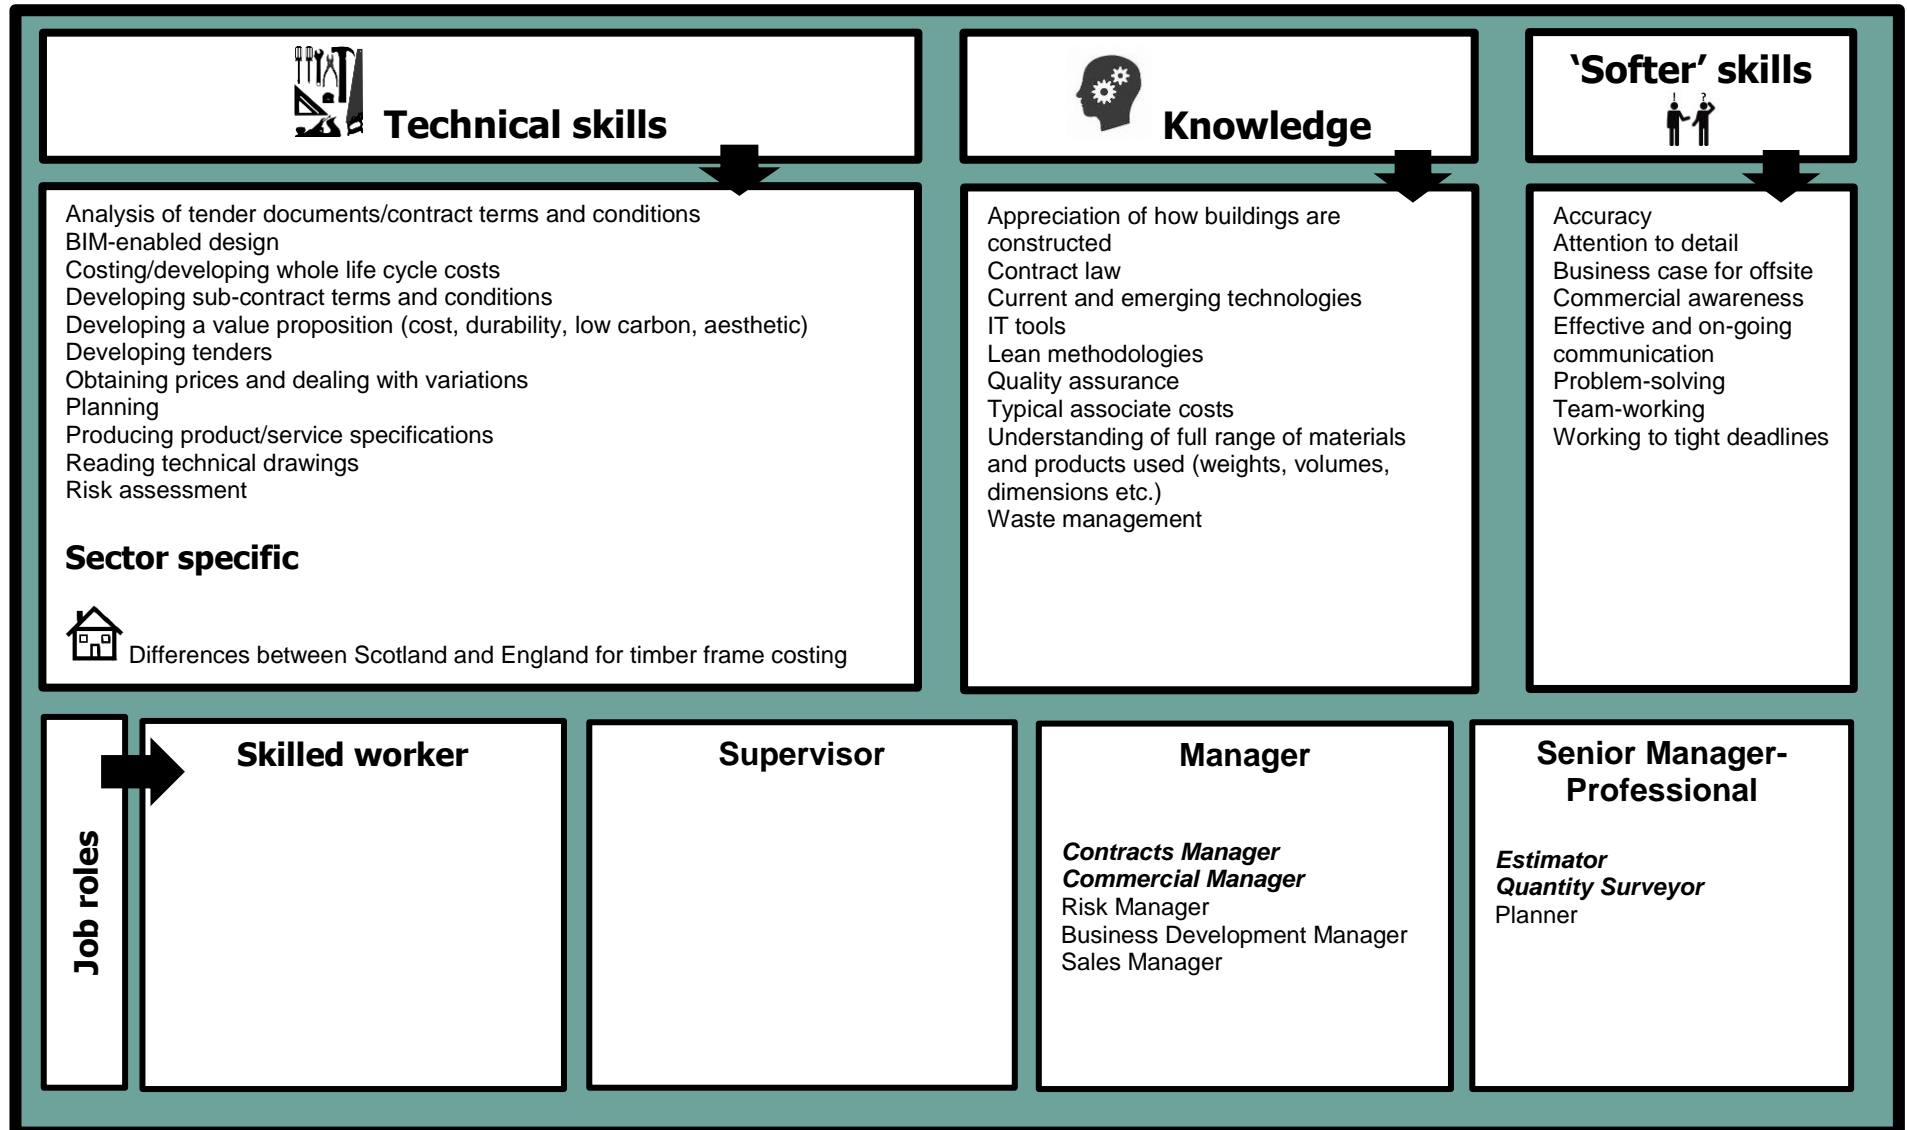 Technical skills
Knowledge
‘Softer’ skills
! ?
Analysis of tender documents/contract terms and conditions
BIM-enabled design
Costing/developing whole life cycle costs
Developing sub-contract terms and conditions
Developing a value proposition (cost, durability, low carbon, aesthetic)
Developing tenders
Obtaining prices and dealing with variations
Planning
Producing product/service specifications
Reading technical drawings
Risk assessment
Sector specific
Differences between Scotland and England for timber frame costing
Appreciation of how buildings are
constructed
Contract law
Current and emerging technologies
IT tools
Lean methodologies
Quality assurance
Typical associate costs
Understanding of full range of materials
and products used (weights, volumes,
dimensions etc.)
Waste management
Accuracy
Attention to detail
Business case for offsite
Commercial awareness
Effective and on-going
communication
Problem-solving
Team-working
Working to tight deadlines
Job roles
Skilled worker
Supervisor
Manager
Contracts Manager
Commercial Manager
Risk Manager
Business Development Manager
Sales Manager
Senior Manager-
Professional
Estimator
Quantity Surveyor
Planner